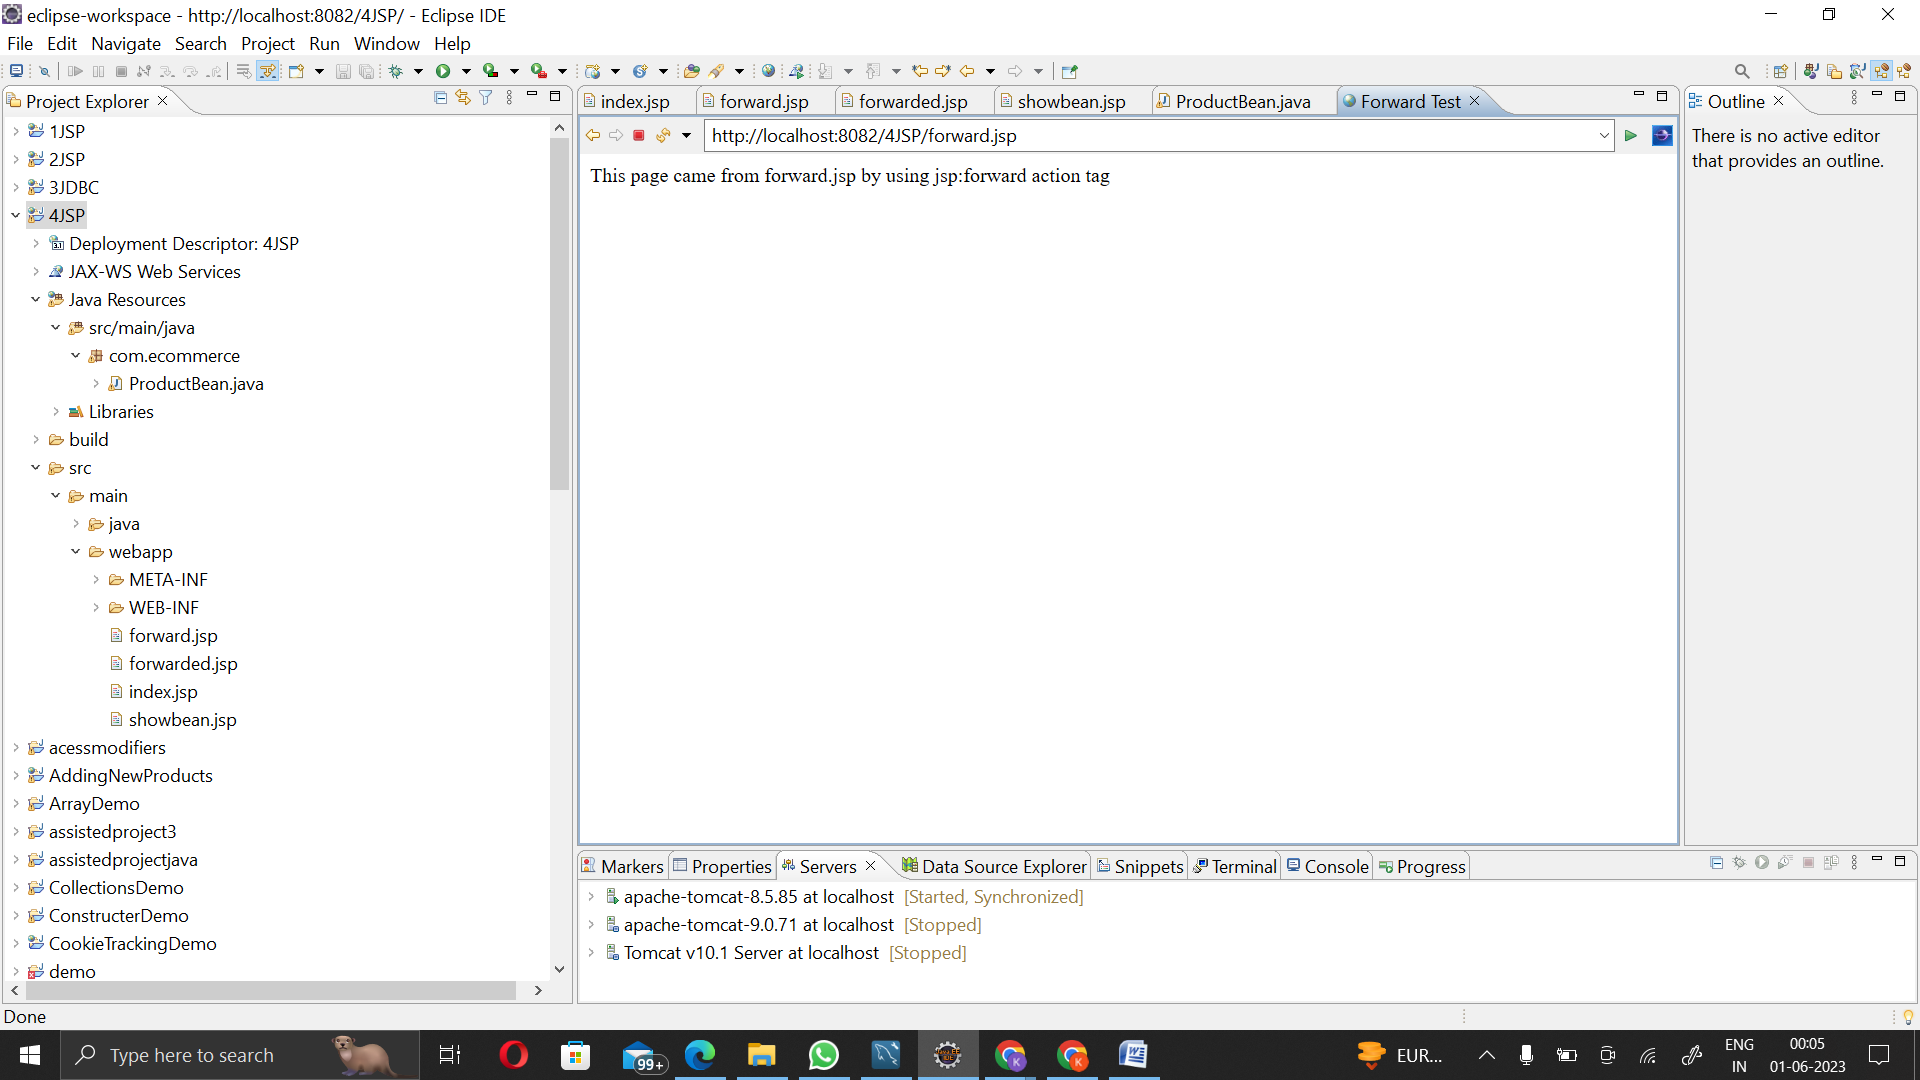 eclipse-workspace - http://localhost:8082/4JSP/ - Eclipse IDE
File Edit Navigate Search Project Run Window Help
Project Explorer
1JSP
2JSP
3JDBC
4JSP
Deployment Descriptor: 4JSP
JAX-WS Web Services
Java Resources
src/main/java
com.ecommerce
ProductBean.java
Libraries
build
src
main
java
webapp
META-INF
WEB-INF
forward.jsp
forwarded.jsp
index.jsp
showbean.jsp
acessmodifiers
AddingNewProducts
ArrayDemo
assistedproject3
assistedprojectjava
CollectionsDemo
ConstructerDemo
CookieTrackingDemo
demo
index.jsp forward.jsp forwarded.jsp showbean.jsp ProductBean.java Forward Test
http://localhost:8082/4JSP/forward.jsp
This page came from forward.jsp by using jsp:forward action tag
Outline
There is no active editor
that provides an outline.
Markers Properties Servers Data Source Explorer Snippets Terminal Console Progress
apache-tomcat-8.5.85 at localhost [Started, Synchronized]
apache-tomcat-9.0.71 at localhost [Stopped]
Tomcat v10.1 Server at localhost [Stopped]
Done
Type here to search
99+
EUR...
ENG
IN
00:05
01-06-2023